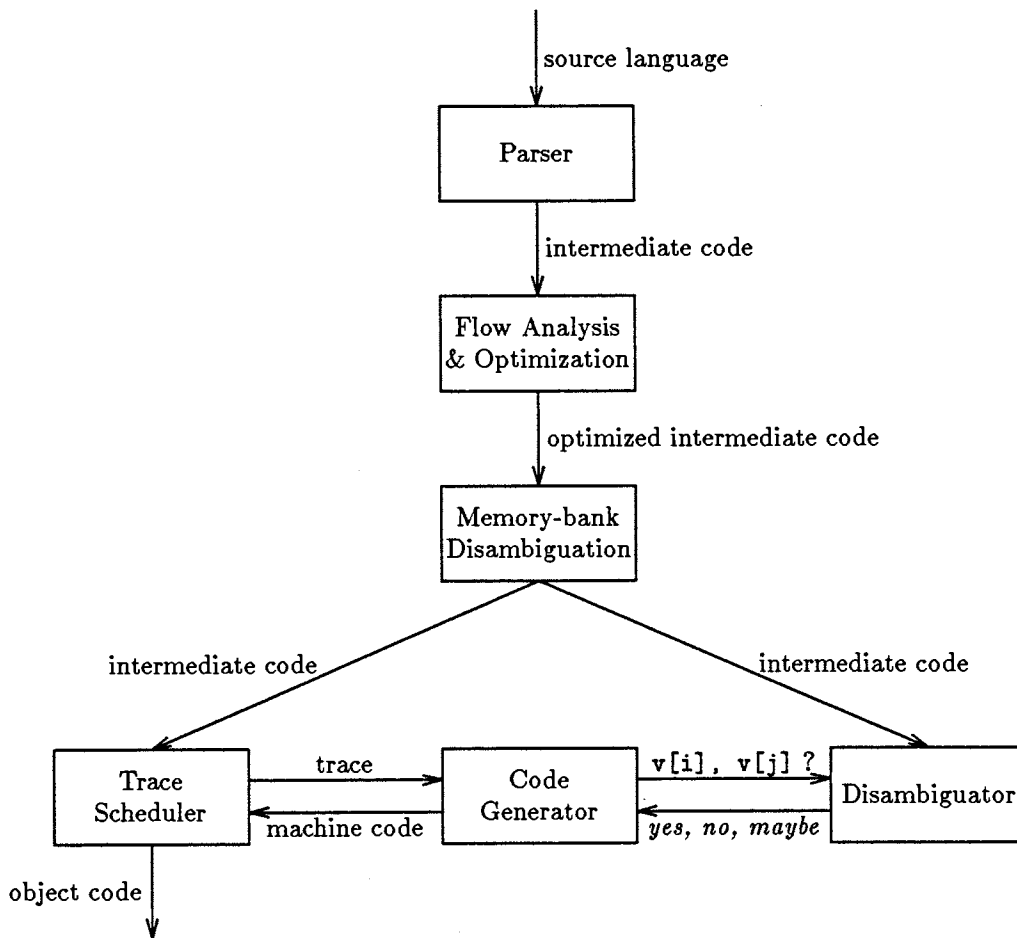 source language
Parser
intermediate code
Flow Analysis
& Optimization
optimized intermediate code
Memory-bank
Disambiguation
intermediate code
intermediate code
Trace
Scheduler
trace
machine code
Code
Generator
v[i], v[j] ?
yes, no, maybe
Disambiguator
object code